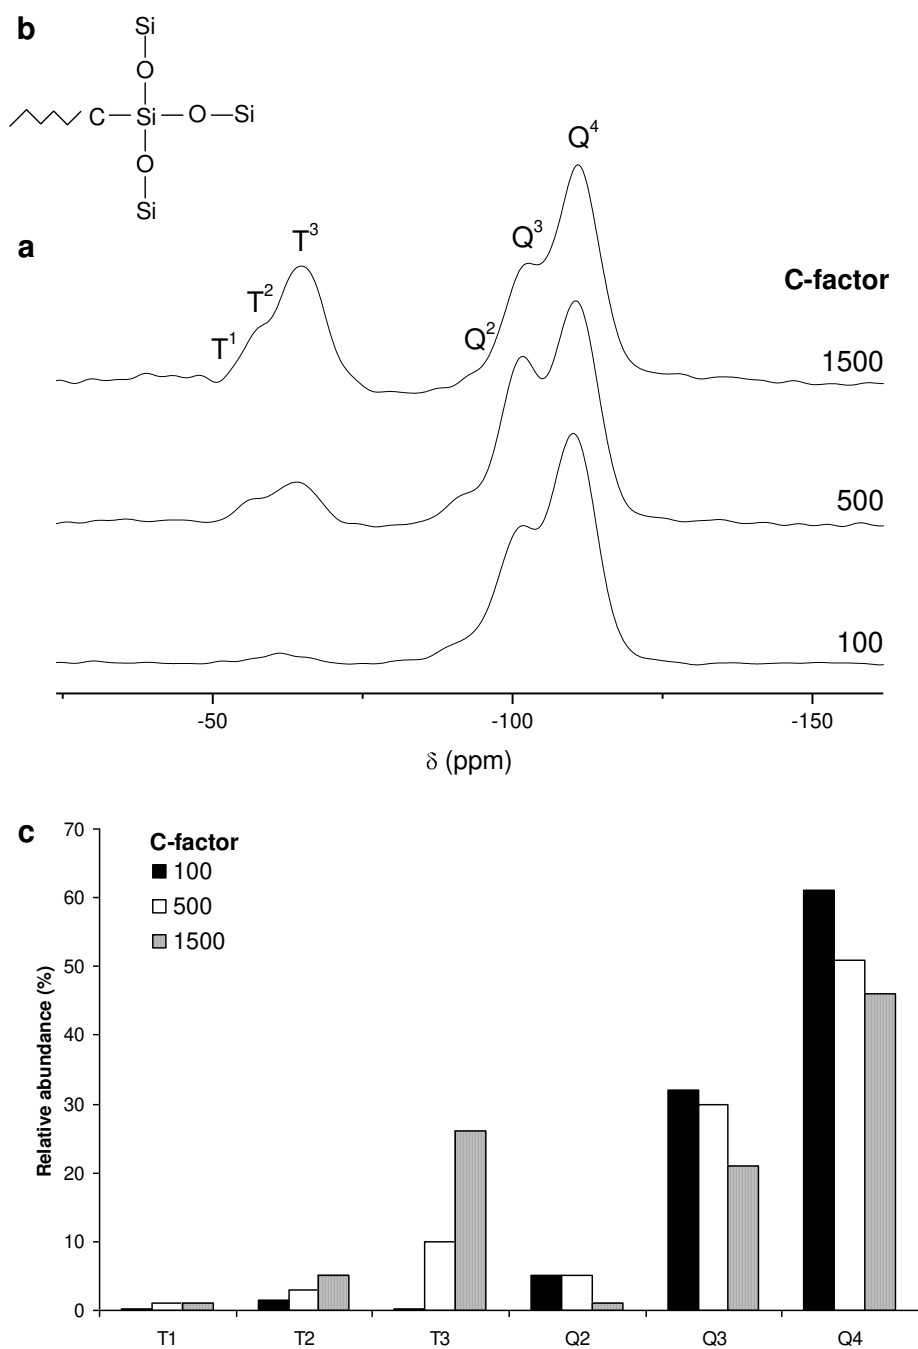 b
Si
O
C Si O Si
O
Si
a
Q⁴
Q³
T³
T²
Q²
T¹
C-factor
1500
500
100
-50 -100 -150
δ (ppm)
c
C-factor
100
500
1500
Relative abundance (%)
70
60
50
40
30
20
10
0
T1 T2 T3 Q2 Q3 Q4